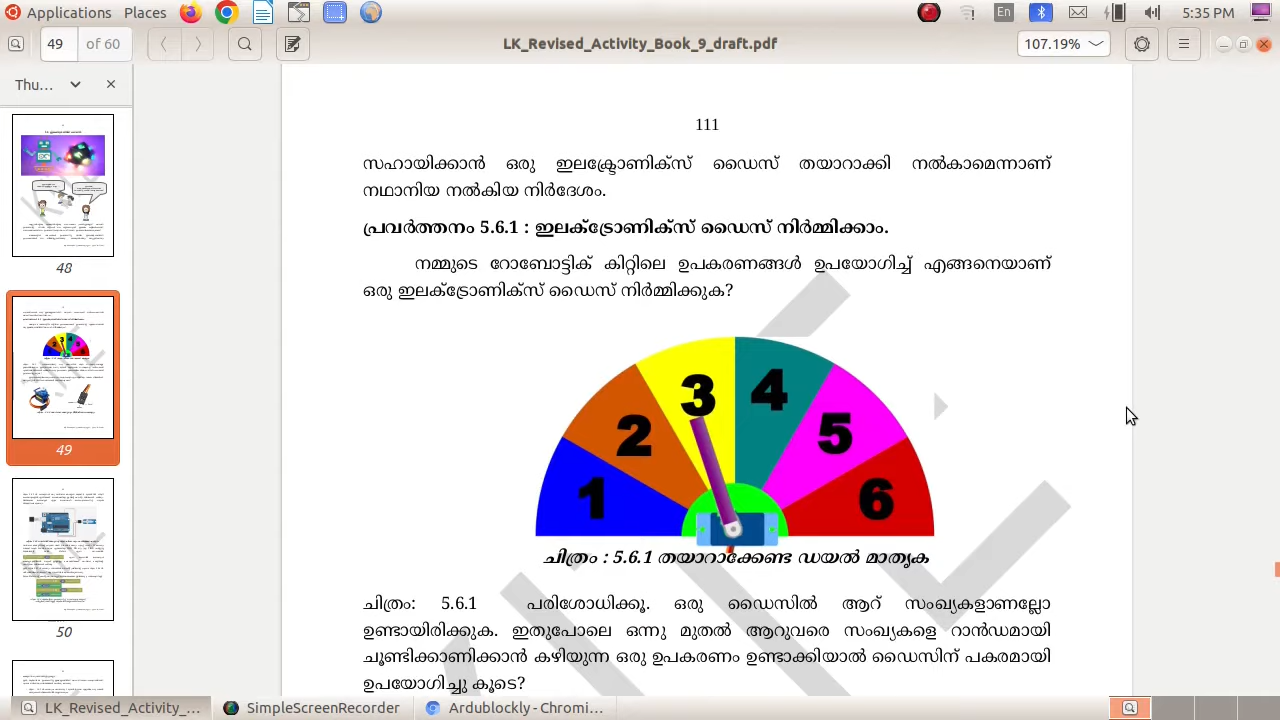 Applications Places En 5:35 PM
49 of 60 LK_Revised_Activity_Book_9_draft.pdf 107.19%
Thu...
48
49
50
111
സഹായിക്കാൻ ഒരു ഇലക്ട്രോണിക്സ് ഡൈസ് തയാറാക്കി നൽകാമെന്നാണ്
നഥാനിയ നൽകിയ നിർദേശം.
പ്രവർത്തനം 5.6.1 : ഇലക്ട്രോണിക്സ് ഡൈസ് നിർമ്മിക്കാം.
നമ്മുടെ റോബോട്ടിക് കിറ്റിലെ ഉപകരണങ്ങൾ ഉപയോഗിച്ച് എങ്ങനെയാണ്
ഒരു ഇലക്ട്രോണിക്സ് ഡൈസ് നിർമ്മിക്കുക?
1 2 3 4 5 6
ചിത്രം : 5.6.1 തയാറാക്കേണ്ട ഡയൽ മാതൃക
ചിത്രം: 5.6.1 പരിശോധിക്കൂ. ഒരു ഡൈസിൽ ആറ് സംഖ്യകളാണല്ലോ
ഉണ്ടായിരിക്കുക. ഇതുപോലെ ഒന്നു മുതൽ ആറുവരെ സംഖ്യകളെ റാൻഡമായി
ചൂണ്ടിക്കാണിക്കാൻ കഴിയുന്ന ഒരു ഉപകരണം ഉണ്ടാക്കിയാൽ ഡൈസിന് പകരമായി
ഉപയോഗിച്ചു കൂടെ?
LK_Revised_Activity_... SimpleScreenRecorder Ardublockly - Chromi...